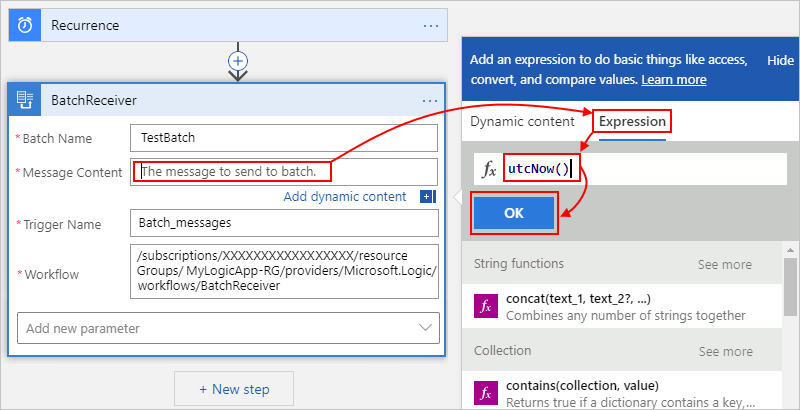 Recurrence
...
BatchReceiver
...
* Batch Name
TestBatch
* Message Content
The message to send to batch.
Add dynamic content
* Trigger Name
Batch_messages
* Workflow
/subscriptions/XXXXXXXXXXXXXXXXX/resource
Groups/ MyLogicApp-RG/providers/Microsoft.Logic/
workflows/BatchReceiver
Add new parameter
+ New step
Add an expression to do basic things like access,
convert, and compare values. Learn more
Hide
Dynamic content
Expression
fx utcNow()
OK
String functions
See more
fx
concat(text_1, text_2?, ...)
Combines any number of strings together
Collection
See more
fx
contains(collection, value)
Returns true if a dictionary contains a key,